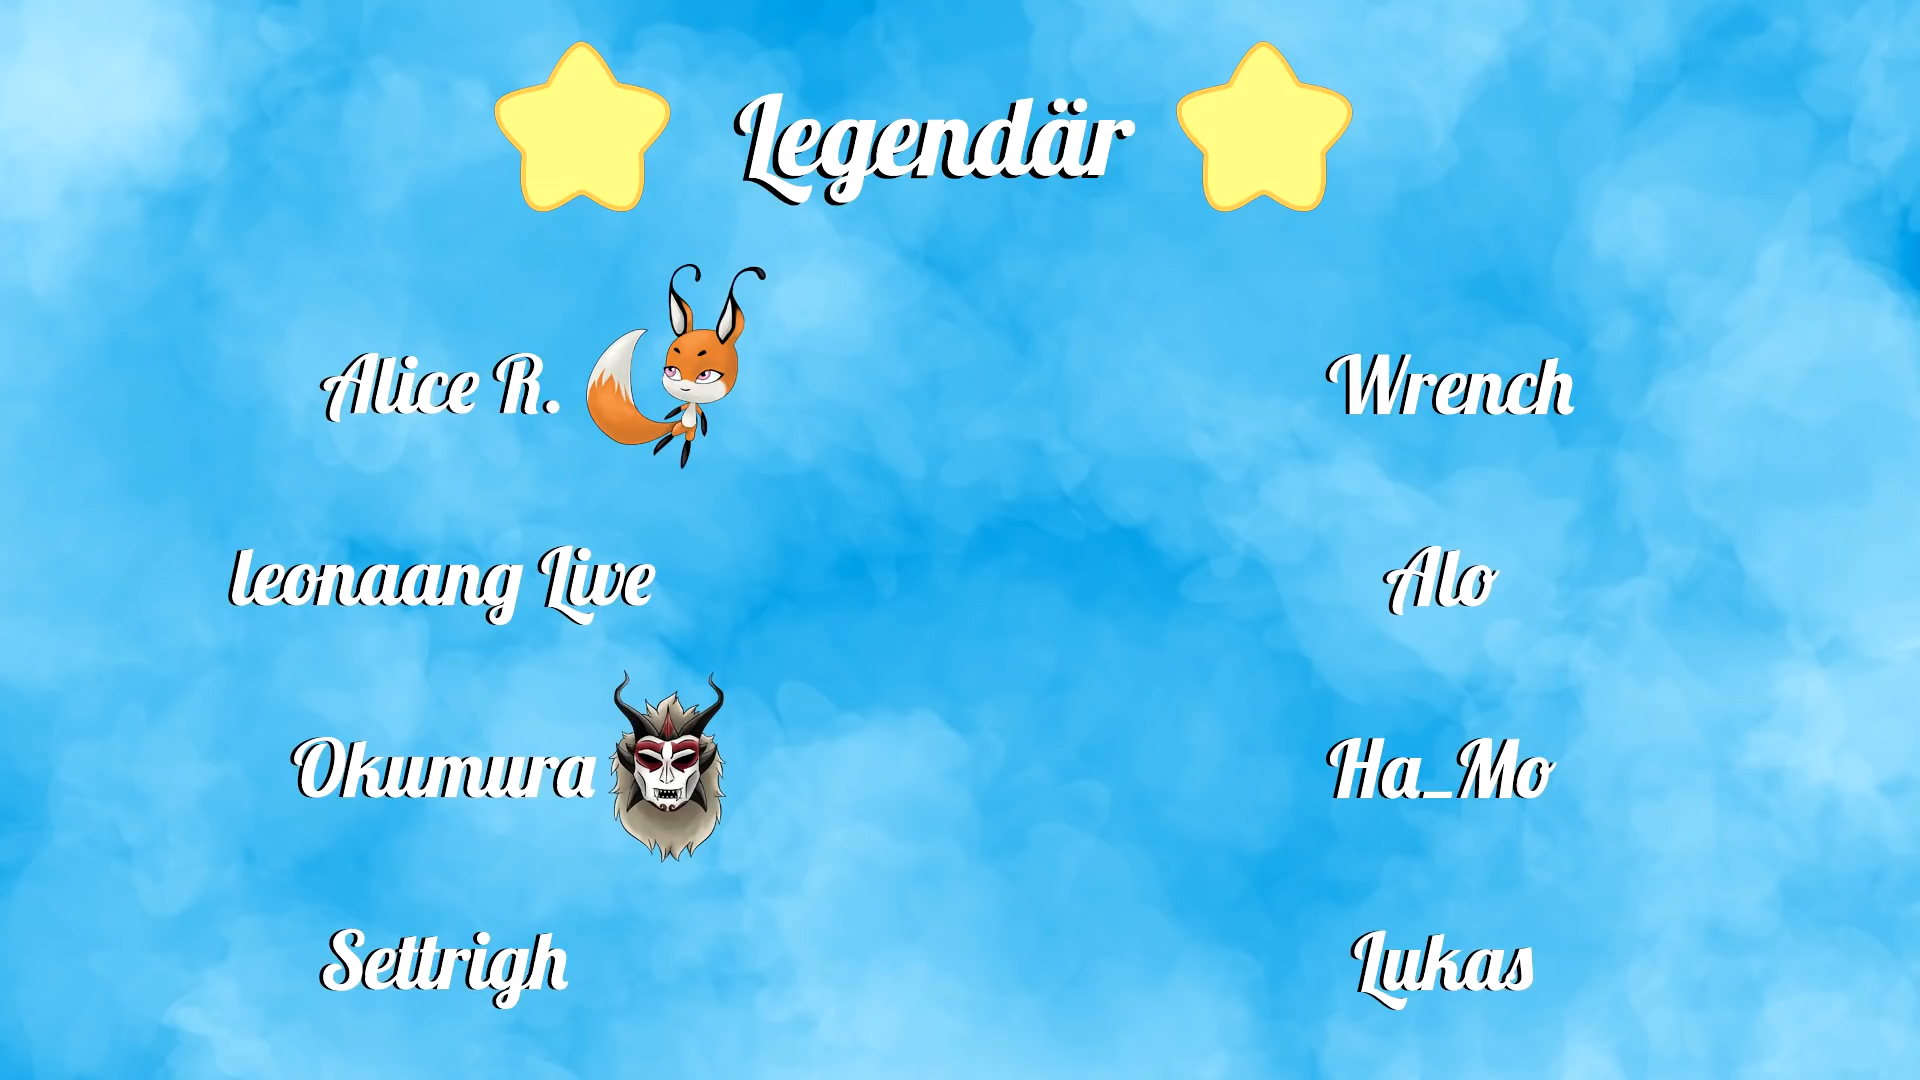 Legendär
Alice R.
Wrench
leonaang Live
Alo
Okumura
Ha_Mo
Settrigh
Lukas